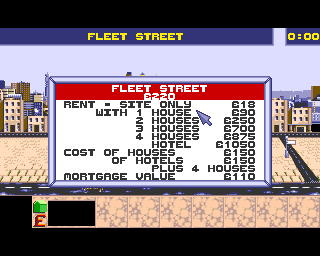 FLEET STREET
0:00
FLEET STREET
£220
RENT - SITE ONLY £18
WITH 1 HOUSE £90
2 HOUSES £250
3 HOUSES £700
4 HOUSES £875
HOTEL £1050
COST OF HOUSES £150
OF HOTELS £150
PLUS 4 HOUSES
MORTGAGE VALUE £110
£